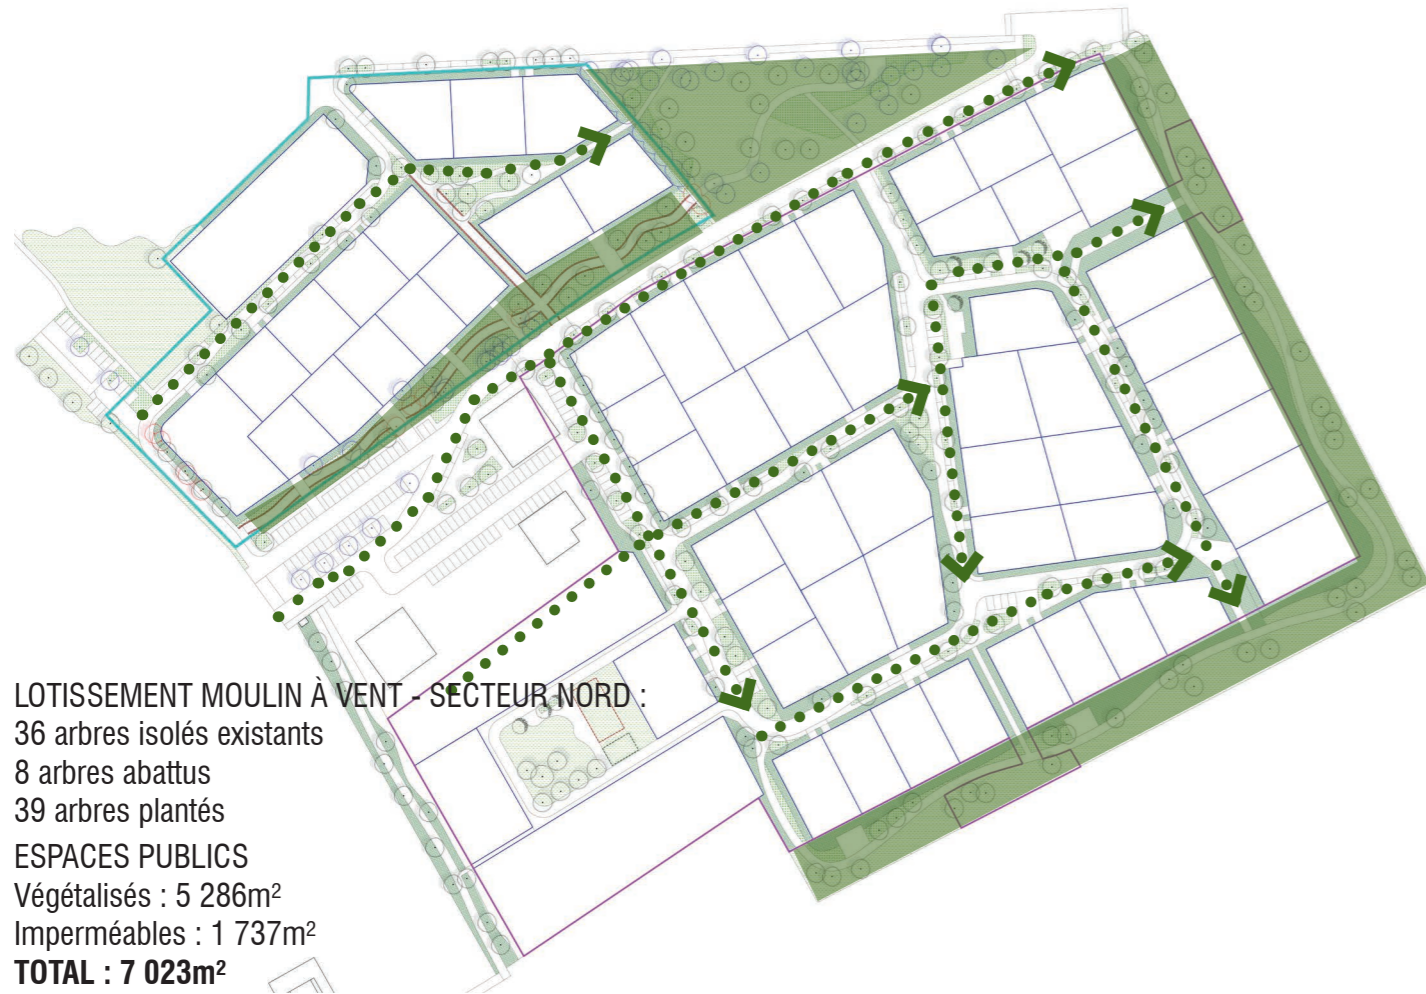 LOTISSEMENT MOULIN À VENT - SECTEUR NORD :
36 arbres isolés existants
8 arbres abattus
39 arbres plantés
ESPACES PUBLICS
Végétalisés : 5 286m²
Imperméables : 1 737m²
TOTAL : 7 023m²